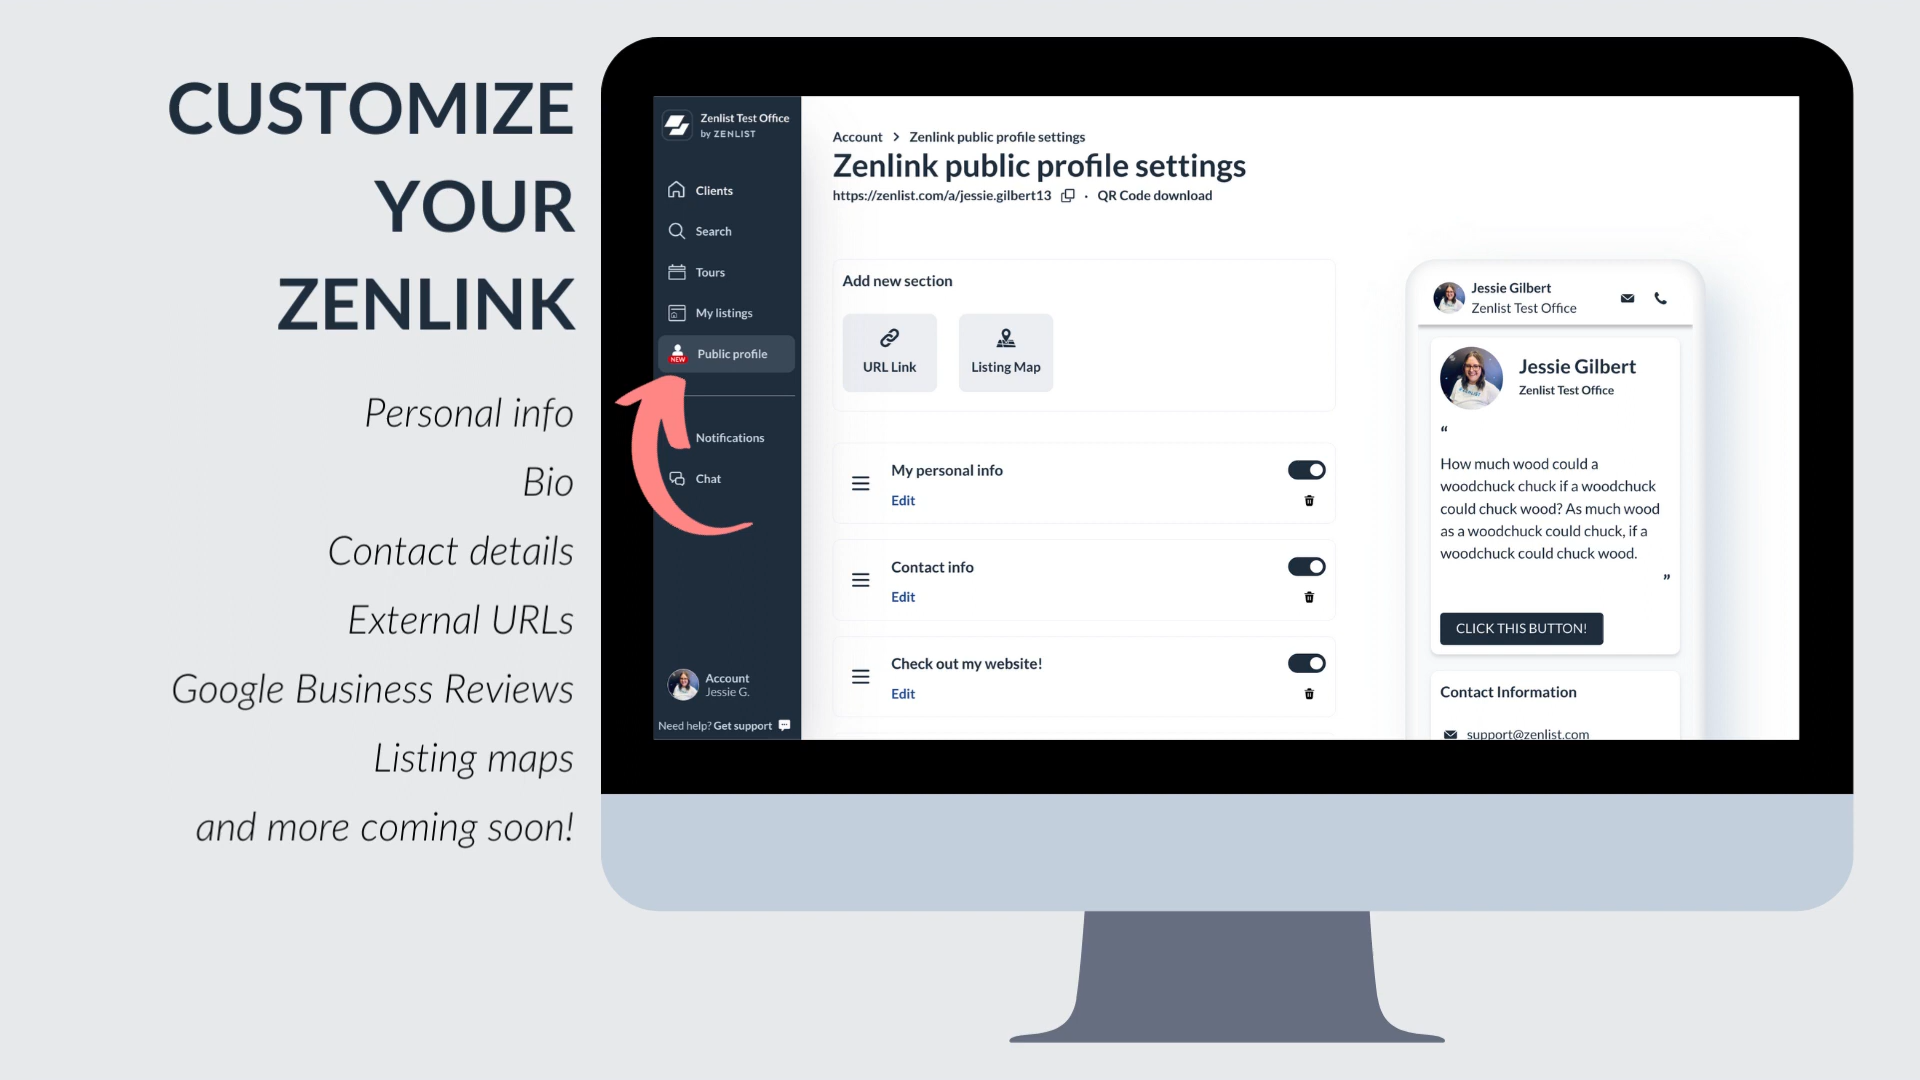 CUSTOMIZE
YOUR
ZENLINK
Personal info
Bio
Contact details
External URLs
Google Business Reviews
Listing maps
and more coming soon!
Zenlist Test Office
by ZENLIST
Clients
Search
Tours
My listings
NEW
Public profile
Notifications
Chat
Account
Jessie G.
Need help? Get support
Account > Zenlink public profile settings
Zenlink public profile settings
https://zenlist.com/a/jessie.gilbert13 · QR Code download
Add new section
URL Link
Listing Map
My personal info
Edit
Contact info
Edit
Check out my website!
Edit
Jessie Gilbert
Zenlist Test Office
Jessie Gilbert
Zenlist Test Office
“
How much wood could a
woodchuck chuck if a woodchuck
could chuck wood? As much wood
as a woodchuck could chuck, if a
woodchuck could chuck wood.
”
CLICK THIS BUTTON!
Contact Information
support@zenlist.com